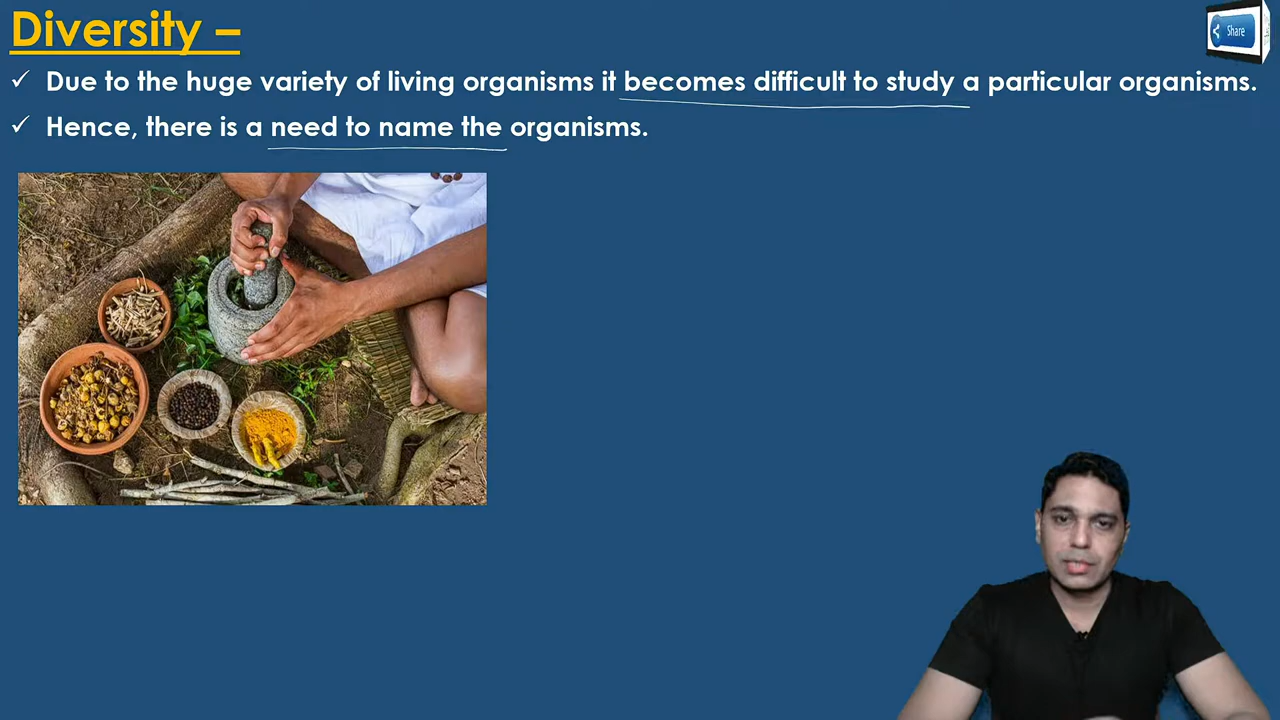 Diversity –
✓ Due to the huge variety of living organisms it becomes difficult to study a particular organisms.
✓ Hence, there is a need to name the organisms.
Share